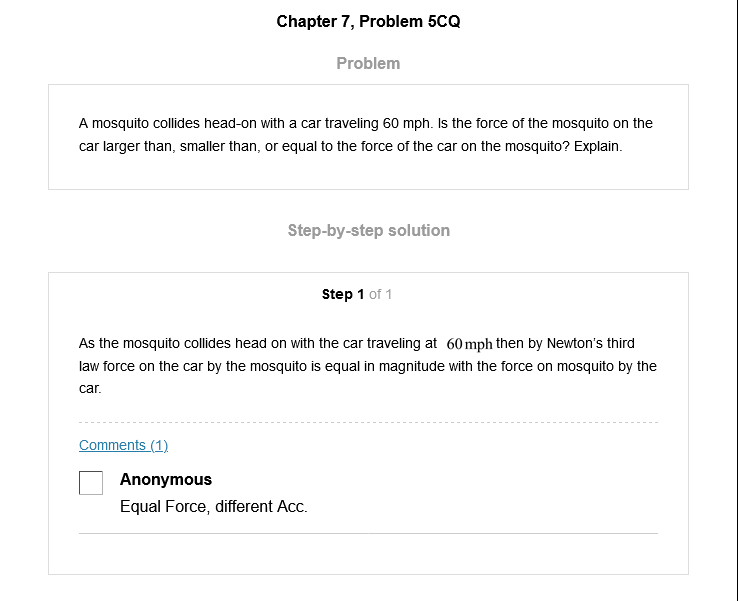 Chapter 7, Problem 5CQ
Problem
A mosquito collides head-on with a car traveling 60 mph. Is the force of the mosquito on the
car larger than, smaller than, or equal to the force of the car on the mosquito? Explain.
Step-by-step solution
Step 1 of 1
As the mosquito collides head on with the car traveling at 60 mph then by Newton's third
law force on the car by the mosquito is equal in magnitude with the force on mosquito by the
car.
Comments (1)
Anonymous
Equal Force, different Acc.